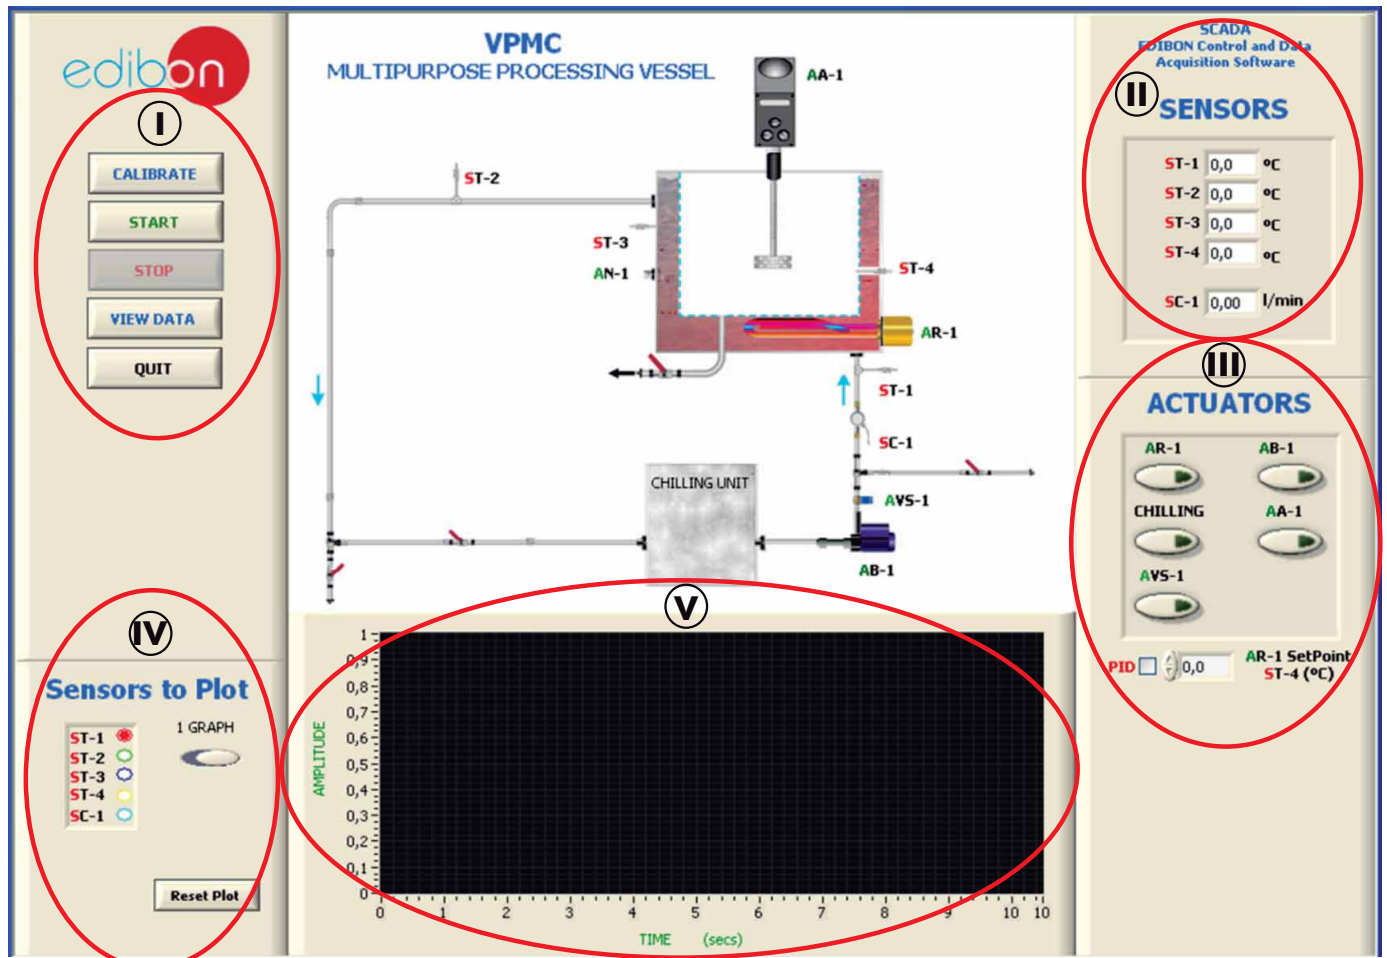 edibon
I
CALIBRATE
START
STOP
VIEW DATA
QUIT
VPMC
MULTIPURPOSE PROCESSING VESSEL
AA-1
ST-2
ST-3
AN-1
ST-4
AR-1
ST-1
SC-1
CHILLING UNIT
AVS-1
AB-1
SCADA
EDIBON Control and Data
Acquisition Software
II
SENSORS
ST-1 0,0 ºC
ST-2 0,0 ºC
ST-3 0,0 ºC
ST-4 0,0 ºC
SC-1 0,00 l/min
III
ACTUATORS
AR-1 AB-1
CHILLING AA-1
AVS-1
PID 0,0 AR-1 SetPoint
ST-4 (ºC)
IV
Sensors to Plot
1 GRAPH
ST-1
ST-2
ST-3
ST-4
SC-1
Reset Plot
V
AMPLITUDE
1
0,9
0,8
0,7
0,6
0,5
0,4
0,3
0,2
0,1
0
0 1 2 3 4 5 6 7 8 9 10 10
TIME (secs)